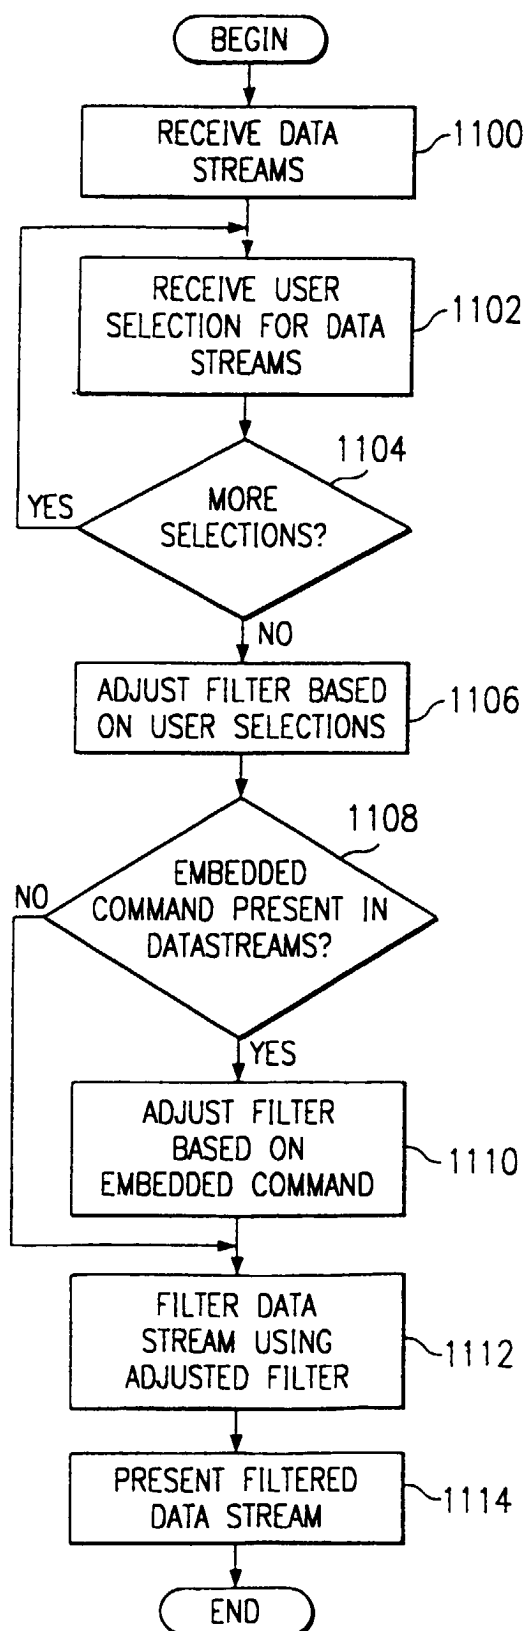 BEGIN
RECEIVE DATA
STREAMS
1100
RECEIVE USER
SELECTION FOR DATA
STREAMS
1102
1104
MORE
SELECTIONS?
YES
NO
ADJUST FILTER BASED
ON USER SELECTIONS
1106
1108
EMBEDDED
COMMAND PRESENT IN
DATASTREAMS?
NO
YES
ADJUST FILTER
BASED ON
EMBEDDED COMMAND
1110
FILTER DATA
STREAM USING
ADJUSTED FILTER
1112
PRESENT FILTERED
DATA STREAM
1114
END